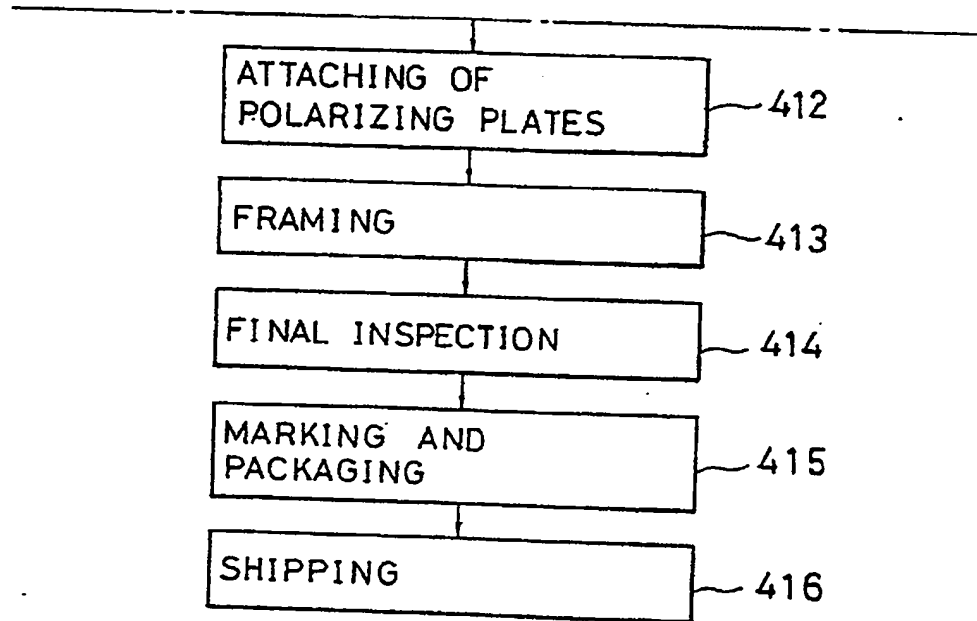 ATTACHING OF
POLARIZING PLATES
412
FRAMING
413
FINAL INSPECTION
414
MARKING AND
PACKAGING
415
SHIPPING
416